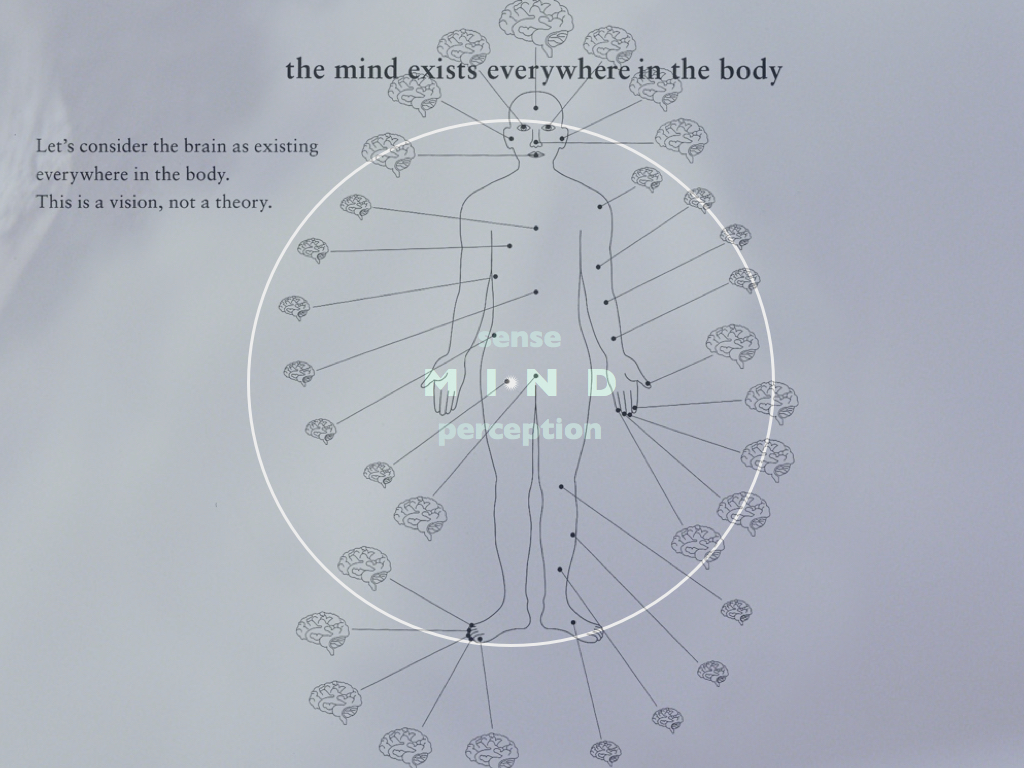 the mind exists everywhere in the body
Let's consider the brain as existing
everywhere in the body.
This is a vision, not a theory.
sense
MIND
perception